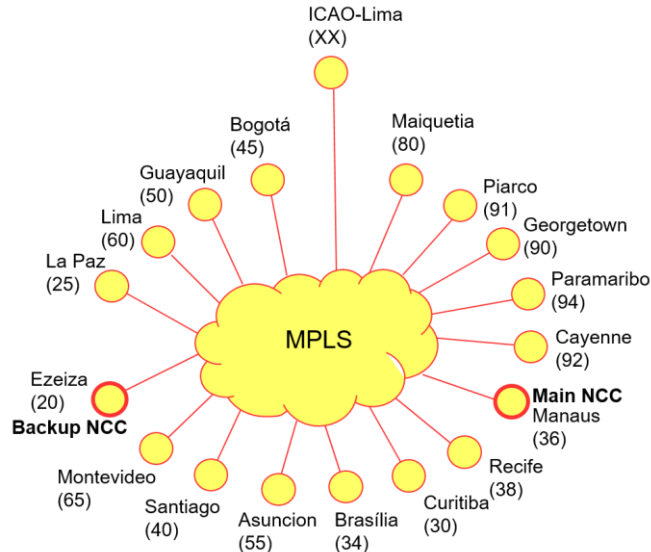 ICAO-Lima
(XX)
Bogotá
(45)
Maiquetia
(80)
Guayaquil
(50)
Piarco
(91)
Lima
(60)
Georgetown
(90)
La Paz
(25)
Paramaribo
(94)
MPLS
Cayenne
(92)
Ezeiza
(20)
Backup NCC
Main NCC
Manaus
(36)
Montevideo
(65)
Recife
(38)
Santiago
(40)
Asuncion
(55)
Brasília
(34)
Curitiba
(30)